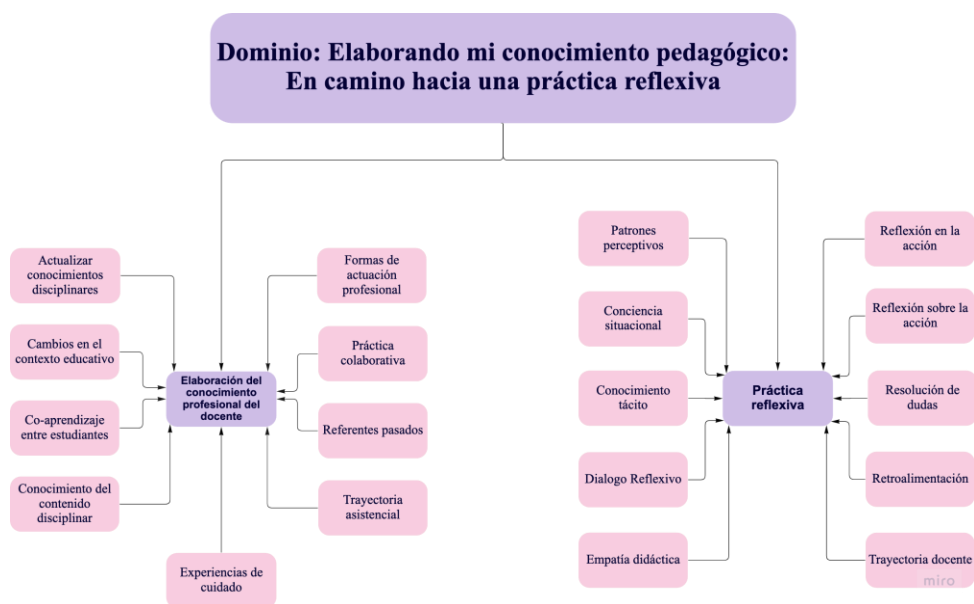 Dominio: Elaborando mi conocimiento pedagógico:
En camino hacia una práctica reflexiva
Actualizar
conocimientos
disciplinares
Cambios en el
contexto educativo
Co-aprendizaje
entre estudiantes
Conocimiento del
contenido
disciplinar
Experiencias de
cuidado
Elaboración del
conocimiento
profesional del
docente
Formas de
actuación
profesional
Práctica
colaborativa
Referentes pasados
Trayectoria
asistencial
Patrones
perceptivos
Conciencia
situacional
Conocimiento
tácito
Dialogo Reflexivo
Empatía didáctica
Práctica
reflexiva
Reflexión en la
acción
Reflexión sobre la
acción
Resolución de
dudas
Retroalimentación
Trayectoria docente
miro